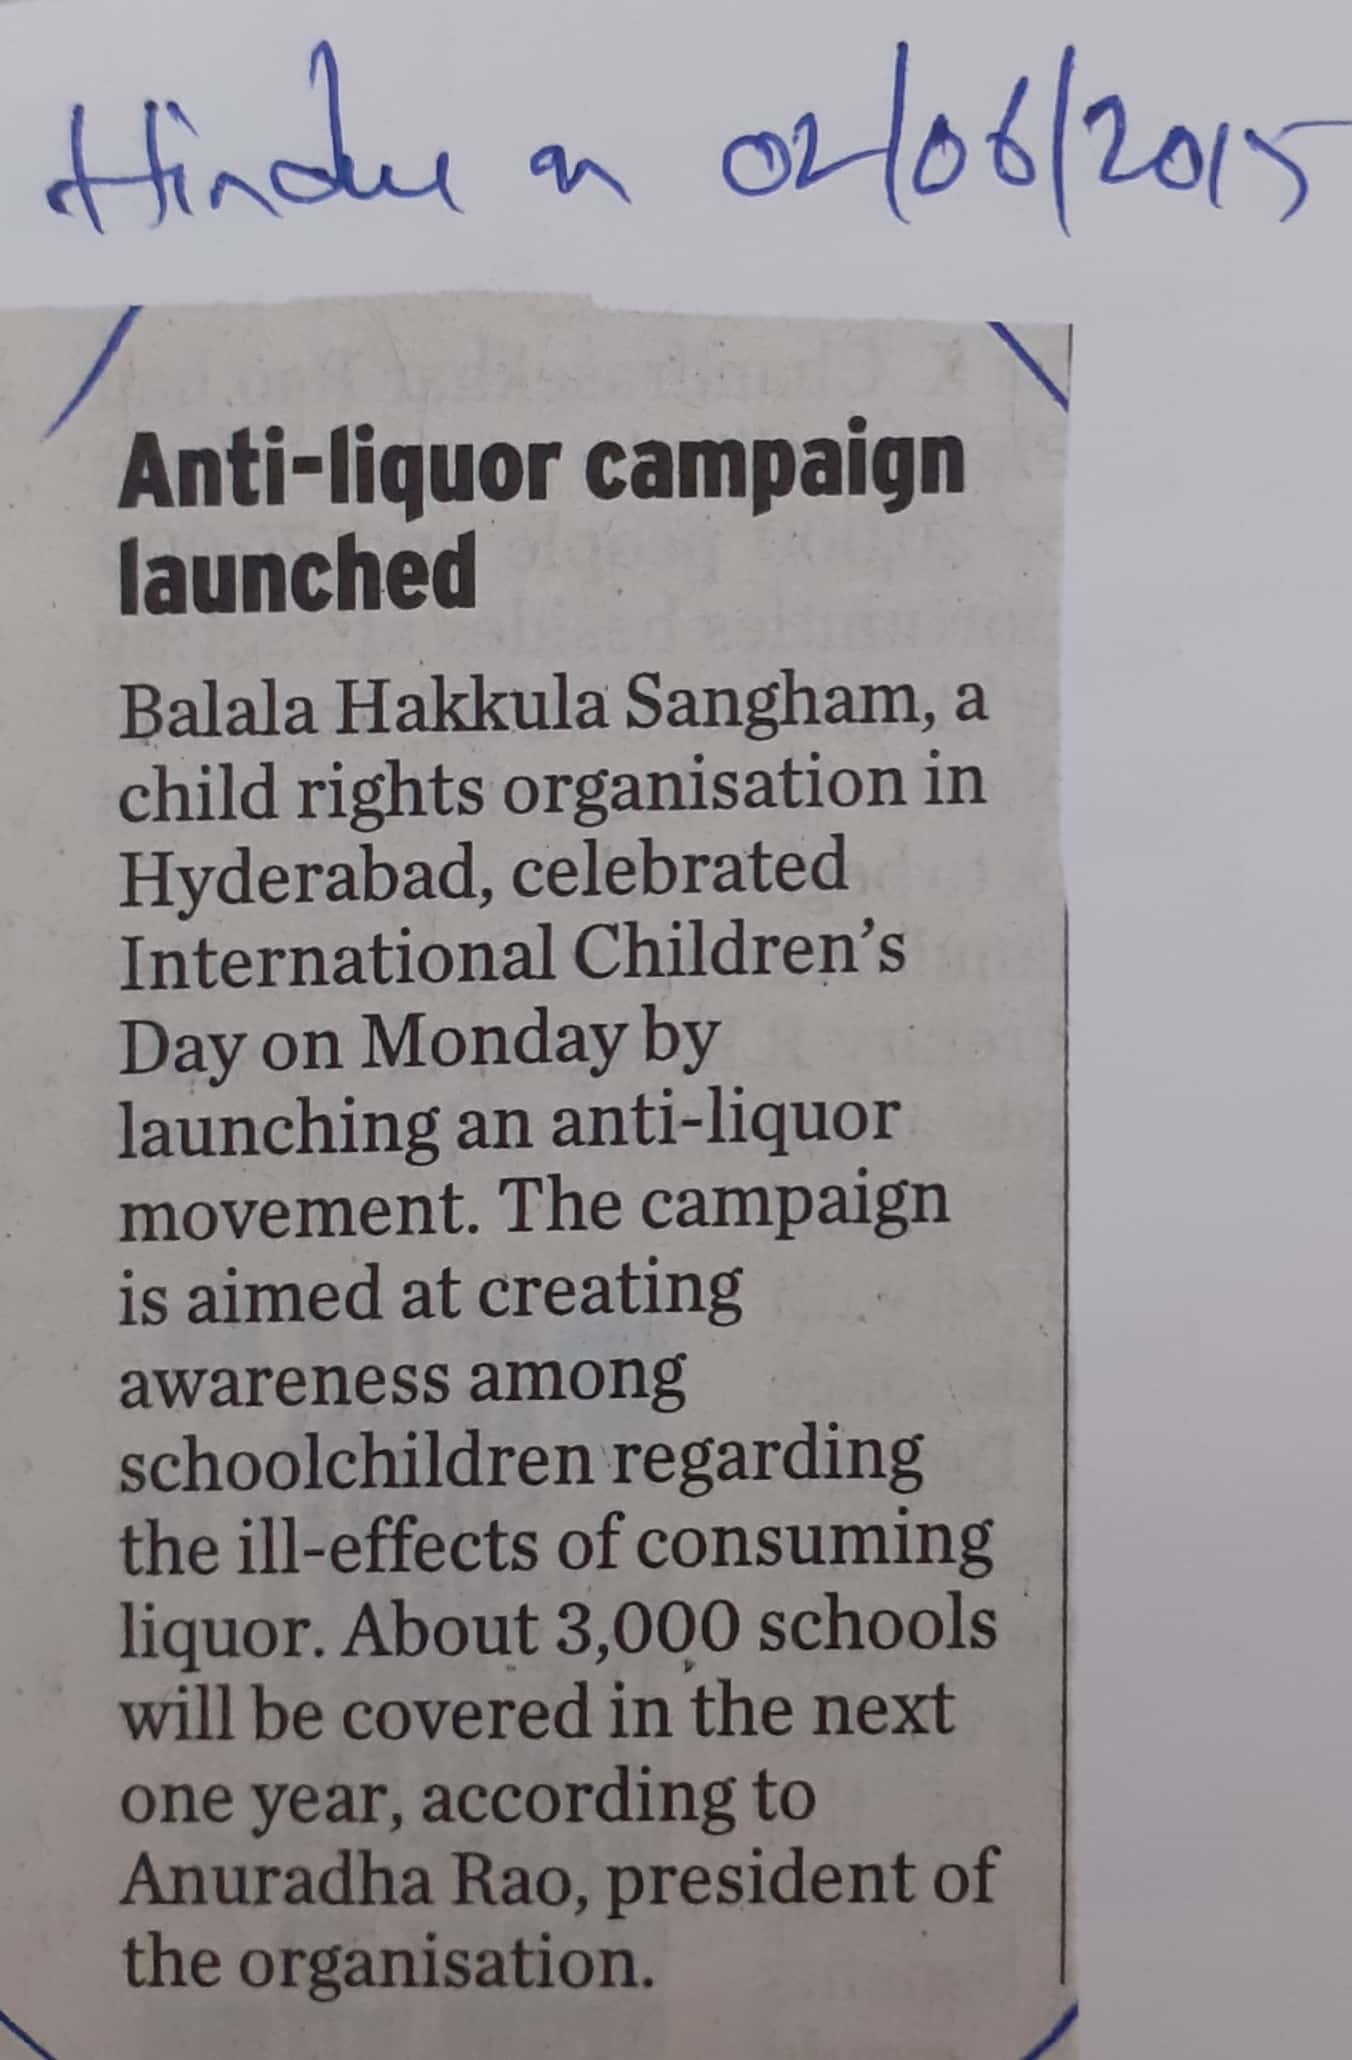 Hindu on 02/06/2015
Anti-liquor campaign
launched
Balala Hakkula Sangham, a
child rights organisation in
Hyderabad, celebrated
International Children's
Day on Monday by
launching an anti-liquor
movement. The campaign
is aimed at creating
awareness among
schoolchildren regarding
the ill-effects of consuming
liquor. About 3,000 schools
will be covered in the next
one year, according to
Anuradha Rao, president of
the organisation.